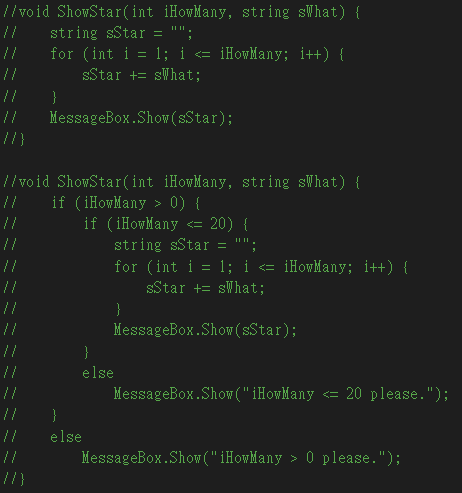 //void ShowStar(int iHowMany, string sWhat) {
//    string sStar = "";
//    for (int i = 1; i <= iHowMany; i++) {
//        sStar += sWhat;
//    }
//    MessageBox.Show(sStar);
//}

//void ShowStar(int iHowMany, string sWhat) {
//    if (iHowMany > 0) {
//        if (iHowMany <= 20) {
//            string sStar = "";
//            for (int i = 1; i <= iHowMany; i++) {
//                sStar += sWhat;
//            }
//            MessageBox.Show(sStar);
//        }
//        else
//            MessageBox.Show("iHowMany <= 20 please.");
//    }
//    else
//        MessageBox.Show("iHowMany > 0 please.");
//}